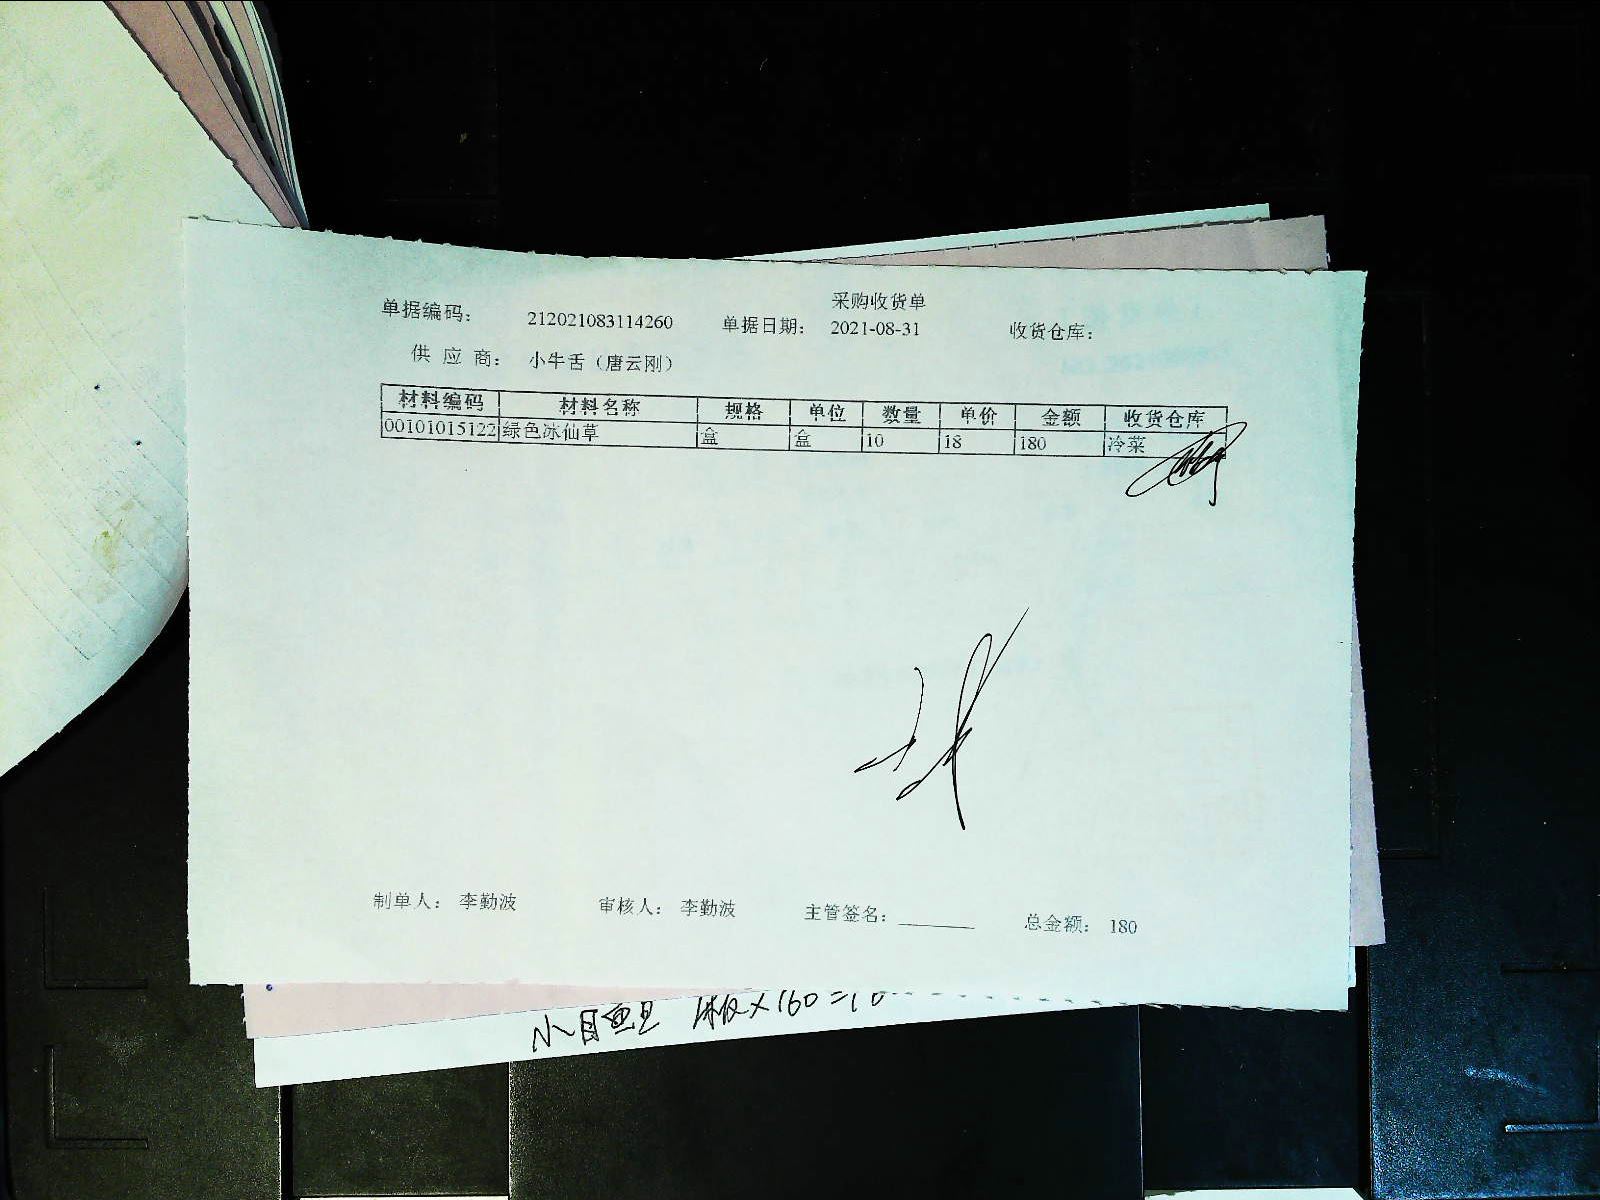 采购收货单
单据编码： 212021083114260 单据日期： 2021-08-31 收货仓库：
供 应 商： 小牛舌（唐云刚）
材料编码 材料名称 规格 单位 数量 单价 金额 收货仓库
00101015122 绿色冰仙草 盒 盒 10 18 180 冷菜
制单人： 李勤波 审核人： 李勤波 主管签名： 总金额： 180